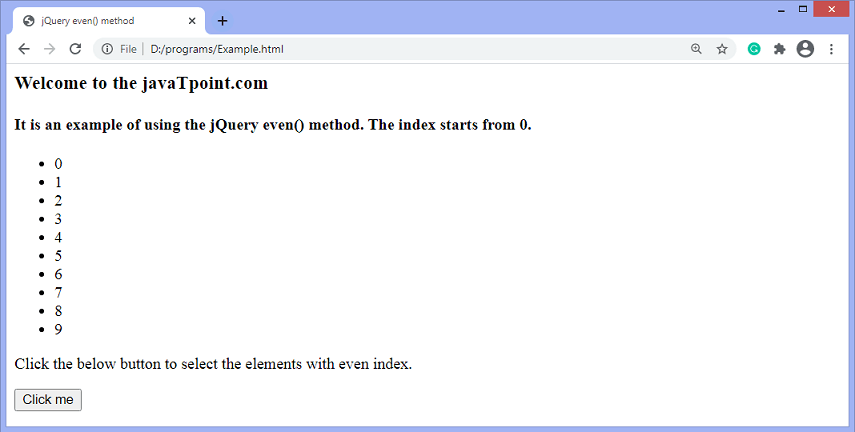 jQuery even() method
File
D:/programs/Example.html
Welcome to the javaTpoint.com
It is an example of using the jQuery even() method. The index starts from 0.
0
1
2
3
4
5
6
7
8
9
Click the below button to select the elements with even index.
Click me